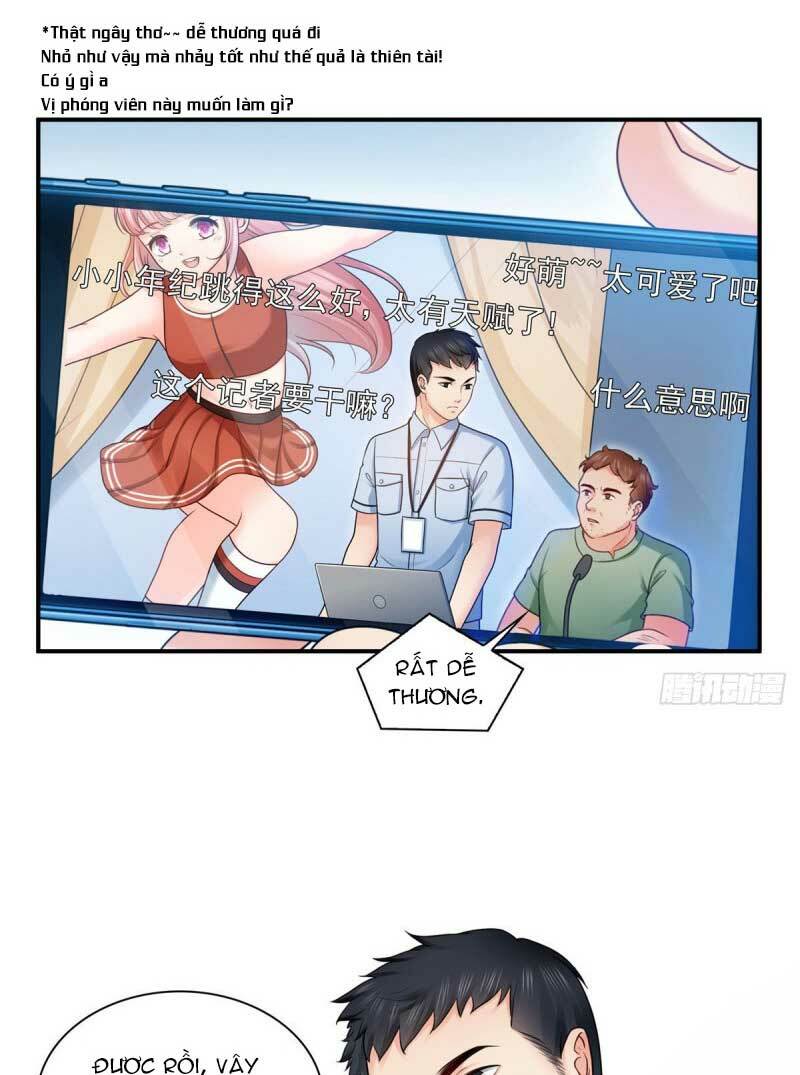 *Thật ngây thơ~~ dễ thương quá đi
Nhỏ như vậy mà nhảy tốt như thế quả là thiên tài!
Có ý gì a
Vị phóng viên này muốn làm gì?
好萌~~太可爱了吧
小小年纪跳得这么好,太有天赋了!
这个记者要干嘛?
什么意思啊
RẤT DỄ
THƯƠNG.
腾讯动漫
ĐƯỢC RỒI, VẬY